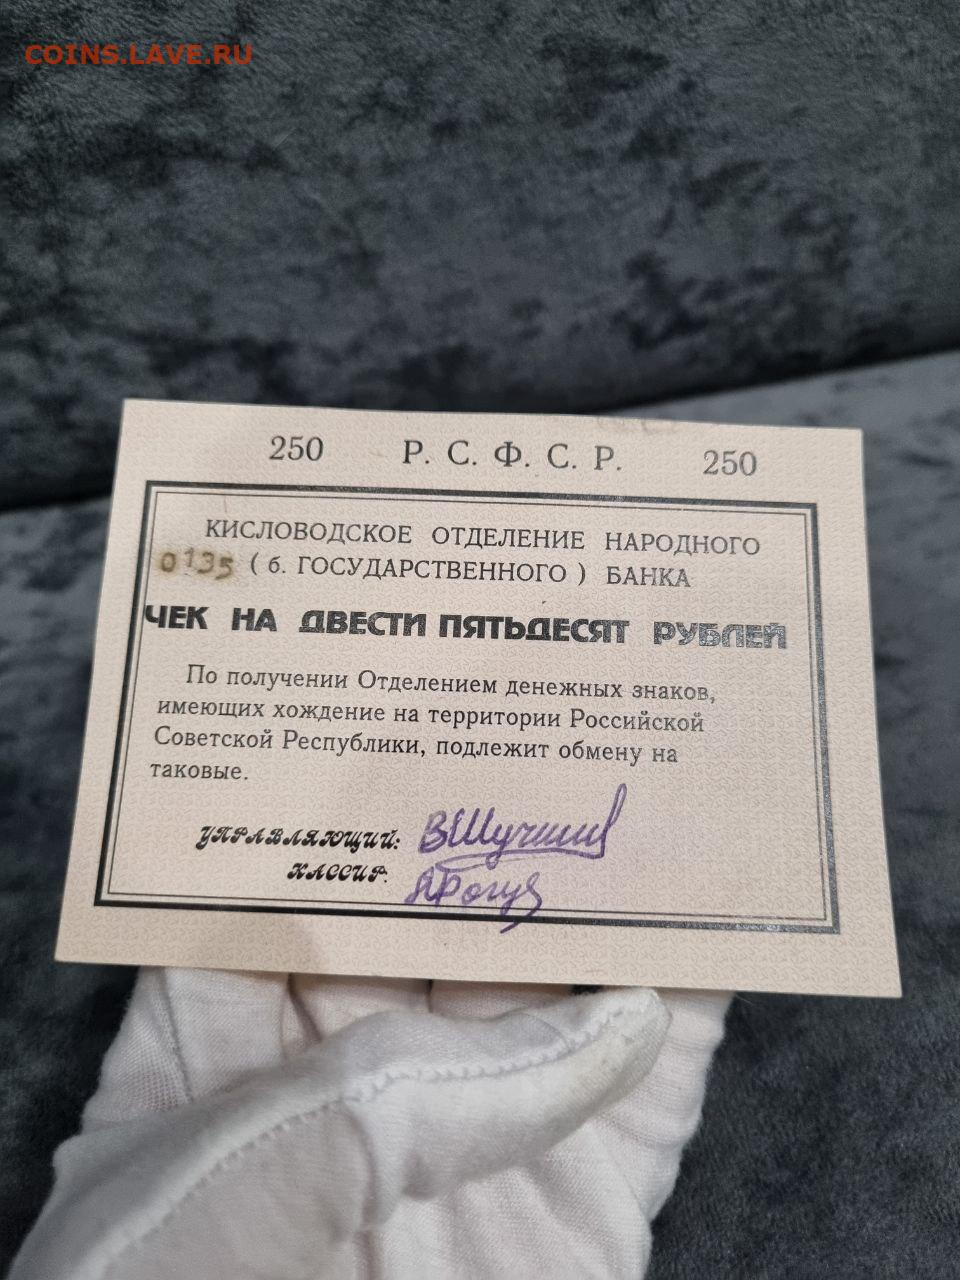 COINS.LAVE.RU
250 Р. С. Ф. С. Р. 250
КИСЛОВОДСКОЕ ОТДЕЛЕНИЕ НАРОДНОГО
0135 ( б. ГОСУДАРСТВЕННОГО ) БАНКА
ЧЕК НА ДВЕСТИ ПЯТЬДЕСЯТ РУБЛЕЙ
По получении Отделением денежных знаков,
имеющих хождение на территории Российской
Советской Республики, подлежит обмену на
таковые.
УПРАВЛЯЮЩИЙ:
КАССИР.